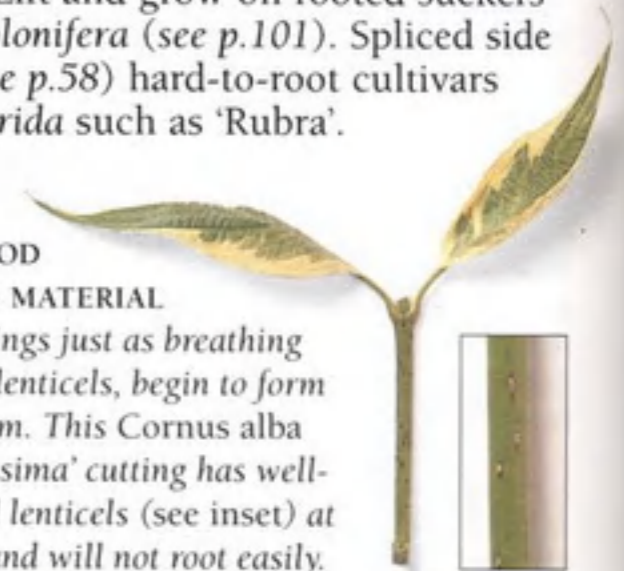 and grow on rooted suckers
lonifera (see p.101). Spliced side
e p.58) hard-to-root cultivars
rida such as ‘Rubra’.
OD
MATERIAL
ngs just as breathing
lenticels, begin to form
m. This Cornus alba
sima’ cutting has well-
lenticels (see inset) at
nd will not root easily.